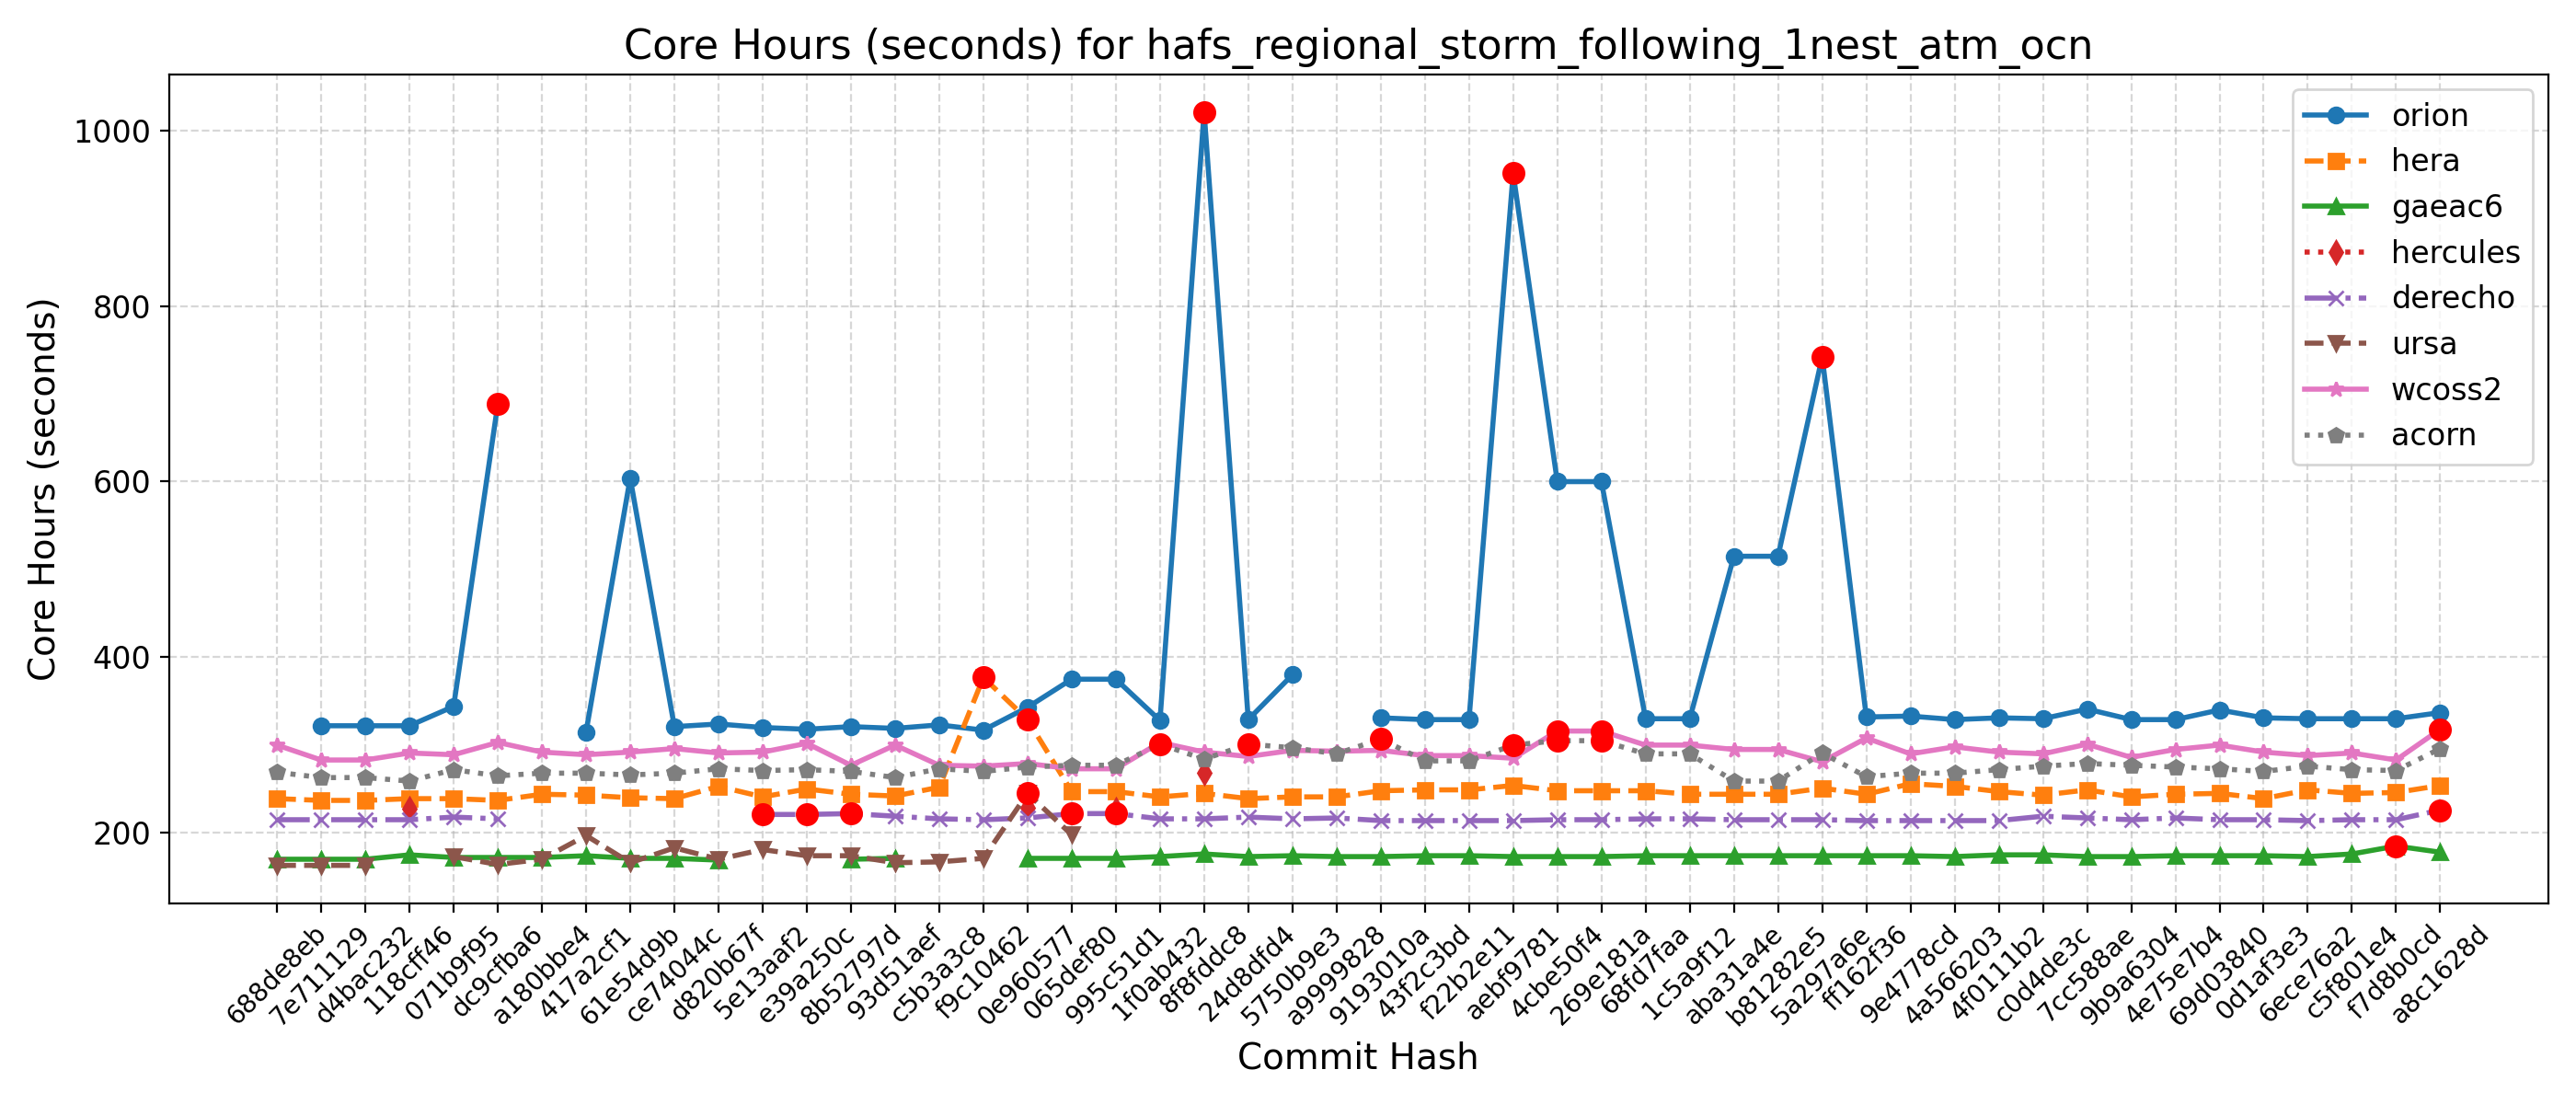 Core Hours (seconds) for hafs_regional_storm_following_1nest_atm_ocn
Core Hours (seconds)
1000
800
600
400
200
orion
hera
gaeac6
hercules
derecho
ursa
wcoss2
acorn
688de8eb
7e711129
d4bac232
118cff46
071b9f95
dc9cfba6
a180bbe4
417a2cf1
61e54d9b
ce74044c
d820b67f
5e13aaf2
e39a250c
8b52797d
93d51aef
c5b3a3c8
f9c10462
0e960577
065def80
995c51d1
1f0ab432
8f8fddc8
24d8dfd4
5750b9e3
a9999828
9193010a
43f2c3bd
f22b2e11
aebf9781
4cbe50f4
269e181a
68fd7faa
1c5a9f12
aba31a4e
b81282e5
5a297a6e
ff162f36
9e4778cd
4a566203
4f0111b2
c0d4de3c
7cc588ae
9b9a6304
4e75e7b4
69d03840
0d1af3e3
6ece76a2
c5f801e4
f7d8b0cd
a8c1628d
Commit Hash